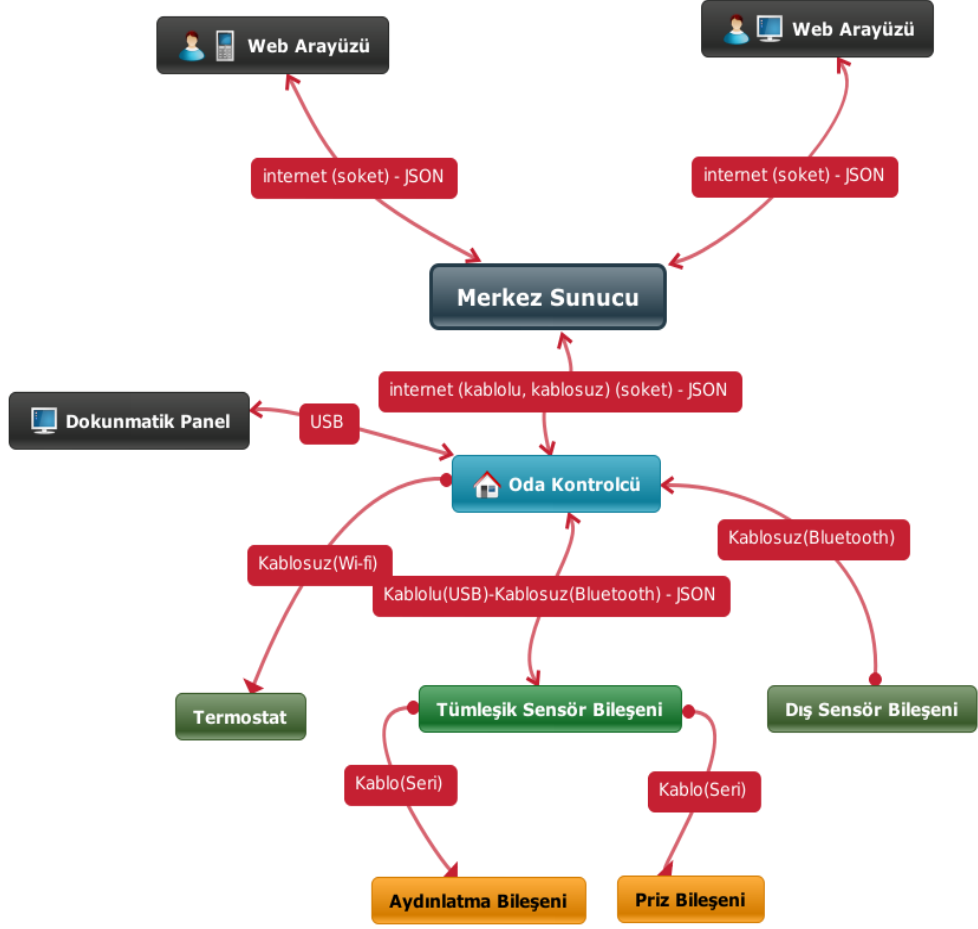 Web Arayüzü
Web Arayüzü
internet (soket) - JSON
internet (soket) - JSON
Merkez Sunucu
internet (kablolu, kablosuz) (soket) - JSON
Dokunmatik Panel
USB
Oda Kontrolcü
Kablosuz(Bluetooth)
Kablosuz(Wi-fi)
Kablolu(USB)-Kablosuz(Bluetooth) - JSON
Termostat
Tümleşik Sensör Bileşeni
Dış Sensör Bileşeni
Kablo(Seri)
Kablo(Seri)
Aydınlatma Bileşeni
Priz Bileşeni